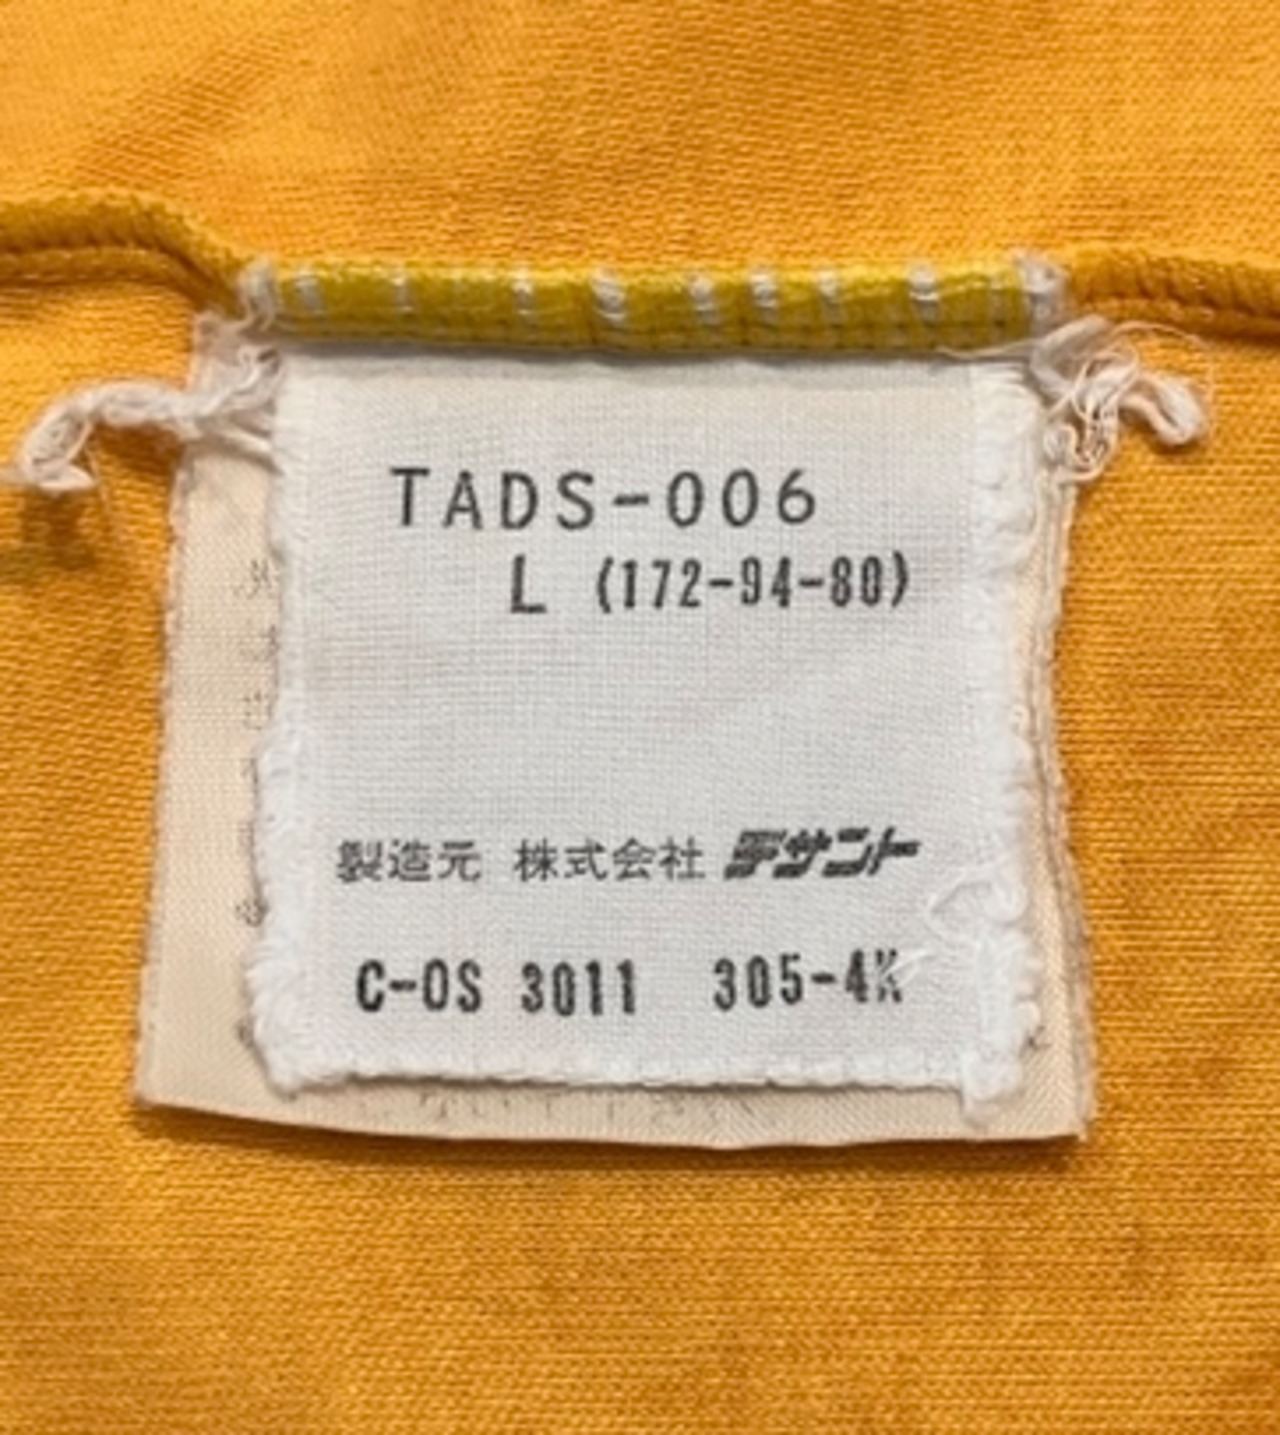 TADS-006
L (172-94-80)
製造元 株式会社 デサント
C-OS 3011 305-4K